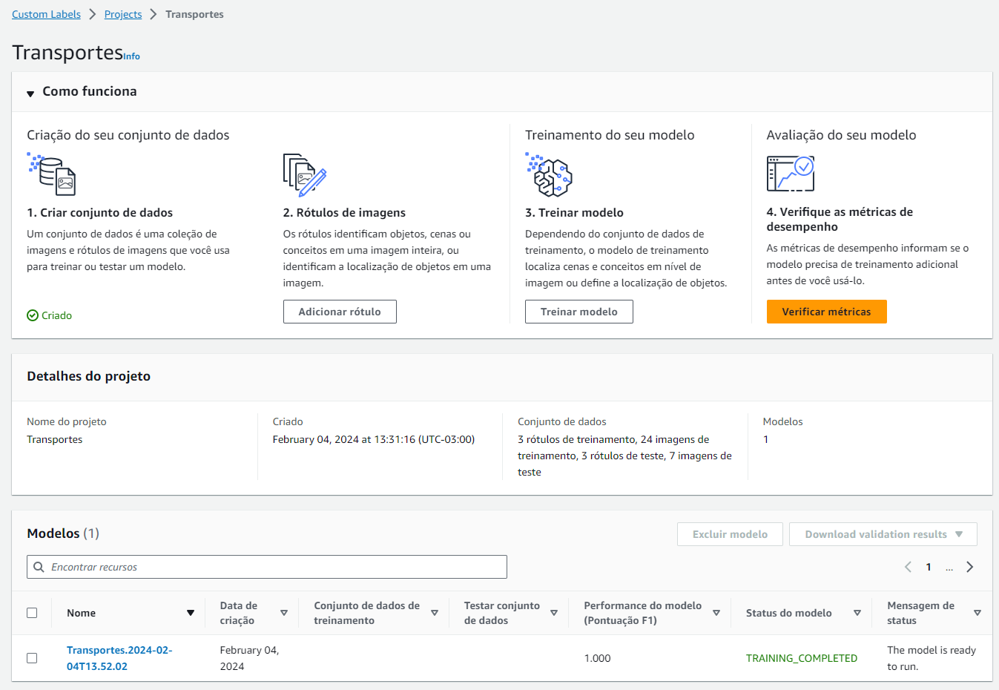 Custom Labels > Projects > Transportes
Transportes Info
Como funciona
Criação do seu conjunto de dados
1. Criar conjunto de dados
Um conjunto de dados é uma coleção de
imagens e rótulos de imagens que você usa
para treinar ou testar um modelo.
Criado
2. Rótulos de imagens
Os rótulos identificam objetos, cenas ou
conceitos em uma imagem inteira, ou
identificam a localização de objetos em uma
imagem.
Adicionar rótulo
Treinamento do seu modelo
3. Treinar modelo
Dependendo do conjunto de dados de
treinamento, o modelo de treinamento
localiza cenas e conceitos em nível de
imagem ou define a localização de objetos.
Treinar modelo
Avaliação do seu modelo
4. Verifique as métricas de
desempenho
As métricas de desempenho informam se o
modelo precisa de treinamento adicional
antes de você usá-lo.
Verificar métricas
Detalhes do projeto
Nome do projeto
Transportes
Criado
February 04, 2024 at 13:31:16 (UTC-03:00)
Conjunto de dados
3 rótulos de treinamento, 24 imagens de
treinamento, 3 rótulos de teste, 7 imagens de
teste
Modelos
1
Modelos (1)
Excluir modelo
Download validation results
Encontrar recursos
1 ...
Nome
Data de
criação
Conjunto de dados de
treinamento
Testar conjunto
de dados
Performance do modelo
(Pontuação F1)
Status do modelo
Mensagem de
status
Transportes.2024-02-
04T13.52.02
February 04,
2024
1.000
TRAINING_COMPLETED
The model is ready
to run.